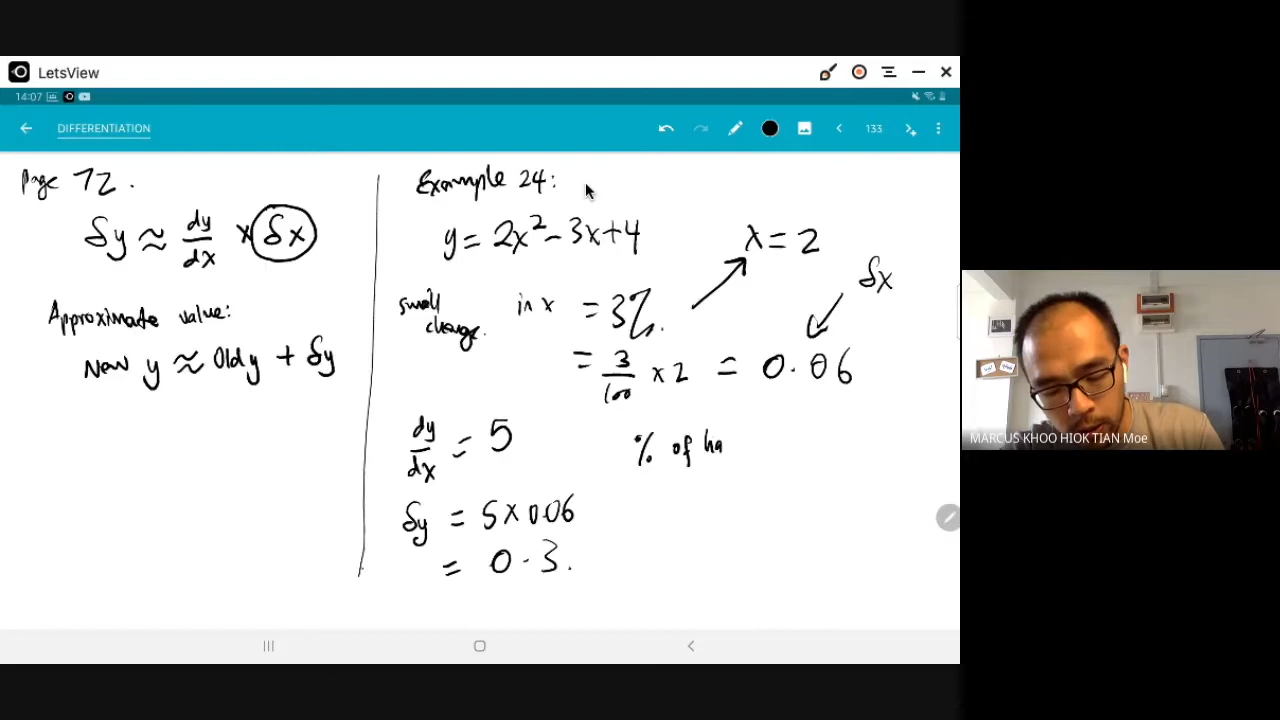 LetsView
14:07
DIFFERENTIATION
133
Page 72.
δy ≈ dy/dx × δx
Approximate value:
New y ≈ Old y + δy
Example 24:
y = 2x² − 3x + 4
x = 2
δx
small change in x = 3%.
= 3/100 × 2 = 0.06
dy/dx = 5
% of ha
δy = 5 × 0.06
= 0.3.
MARCUS KHOO HIOK TIAN Moe